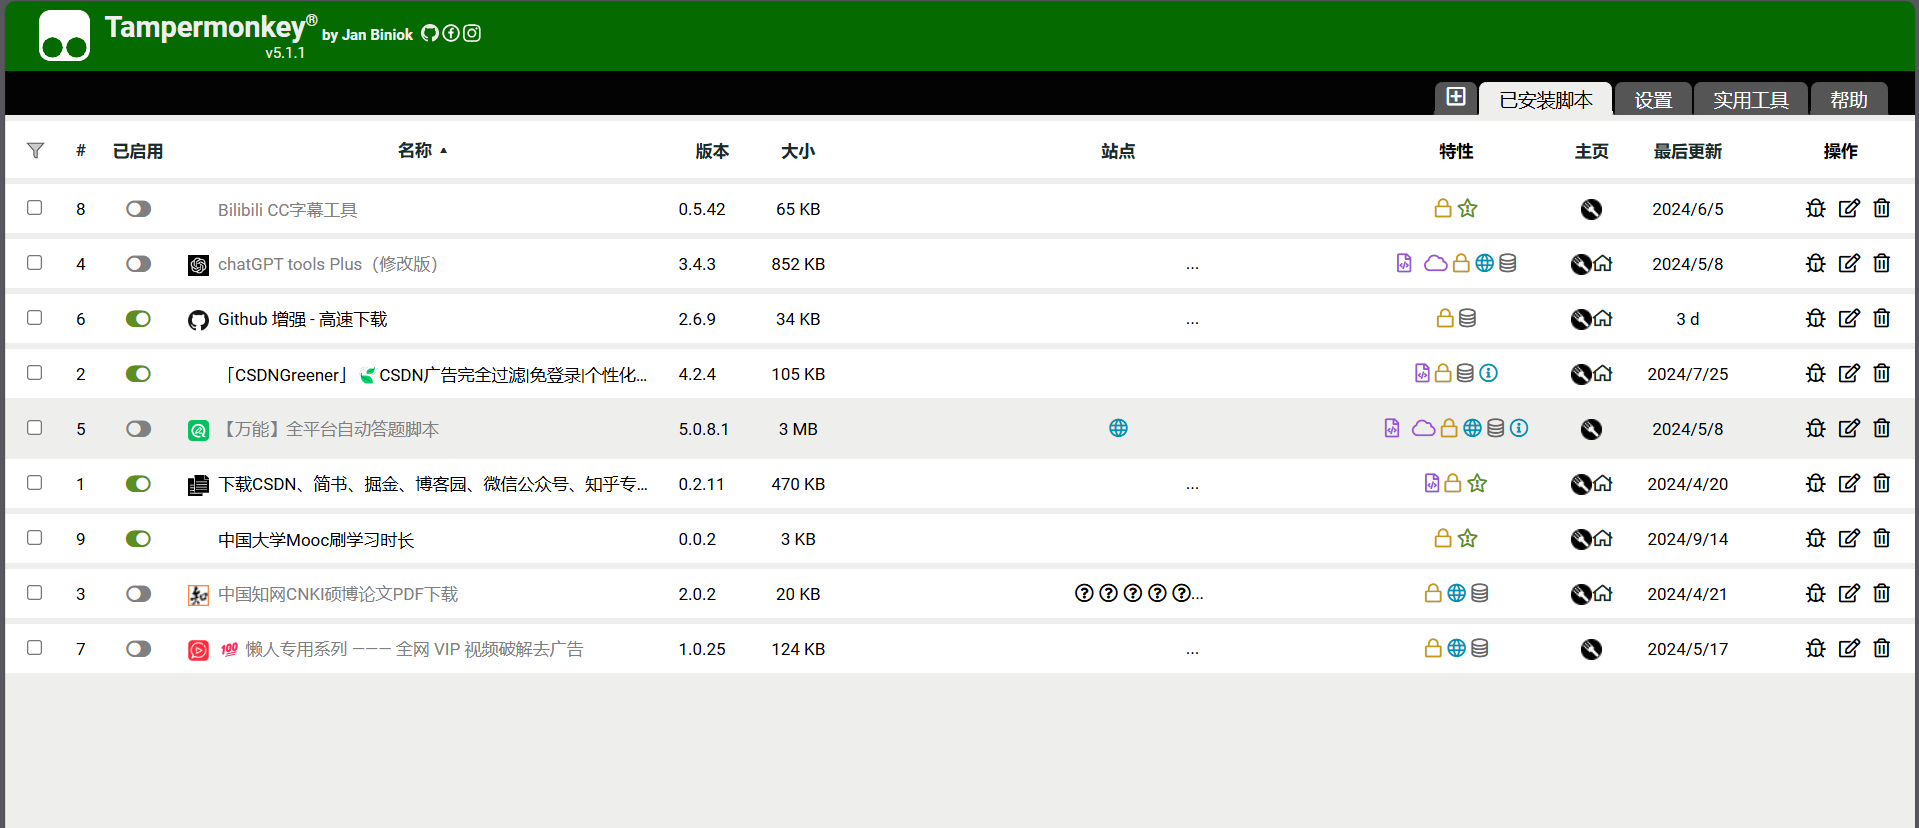 Tampermonkey® by Jan Biniok
v5.1.1
已安装脚本 设置 实用工具 帮助
# 已启用 名称 ▲ 版本 大小 站点 特性 主页 最后更新 操作
8 Bilibili CC字幕工具 0.5.42 65 KB 2024/6/5
4 chatGPT tools Plus（修改版） 3.4.3 852 KB ... 2024/5/8
6 Github 增强 - 高速下载 2.6.9 34 KB ... 3 d
2 「CSDNGreener」🍃CSDN广告完全过滤|免登录|个性化... 4.2.4 105 KB 2024/7/25
5 【万能】全平台自动答题脚本 5.0.8.1 3 MB 2024/5/8
1 下载CSDN、简书、掘金、博客园、微信公众号、知乎专... 0.2.11 470 KB ... 2024/4/20
9 中国大学Mooc刷学习时长 0.0.2 3 KB 2024/9/14
3 中国知网CNKI硕博论文PDF下载 2.0.2 20 KB ... 2024/4/21
7 💯 懒人专用系列 ——— 全网 VIP 视频破解去广告 1.0.25 124 KB ... 2024/5/17